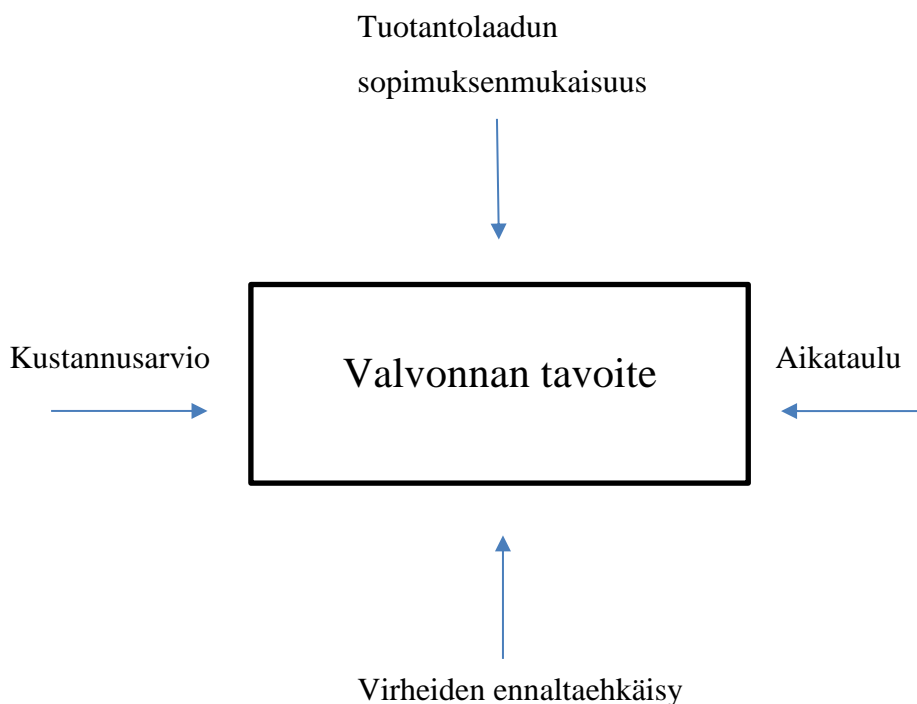 Tuotantolaadun
sopimuksenmukaisuus
Kustannusarvio
Valvonnan tavoite
Aikataulu
Virheiden ennaltaehkäisy